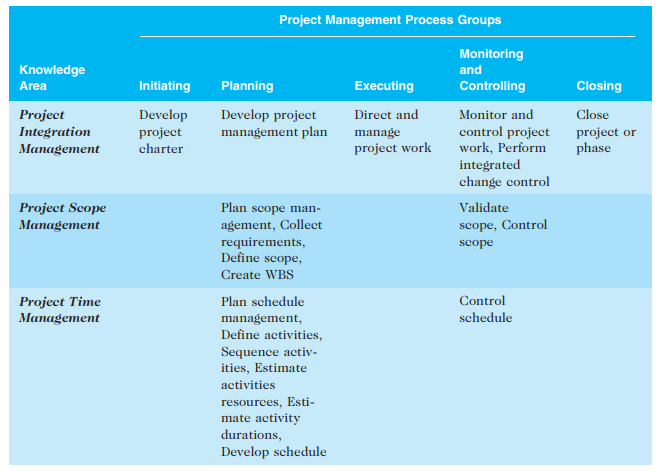 Project Management Process Groups
Knowledge
Area
Initiating
Planning
Executing
Monitoring
and
Controlling
Closing
Project
Integration
Management
Develop
project
charter
Develop project
management plan
Direct and
manage
project work
Monitor and
control project
work, Perform
integrated
change control
Close
project or
phase
Project Scope
Management
Plan scope man-
agement, Collect
requirements,
Define scope,
Create WBS
Validate
scope, Control
scope
Project Time
Management
Plan schedule
management,
Define activities,
Sequence activ-
ities, Estimate
activities
resources, Esti-
mate activity
durations,
Develop schedule
Control
schedule